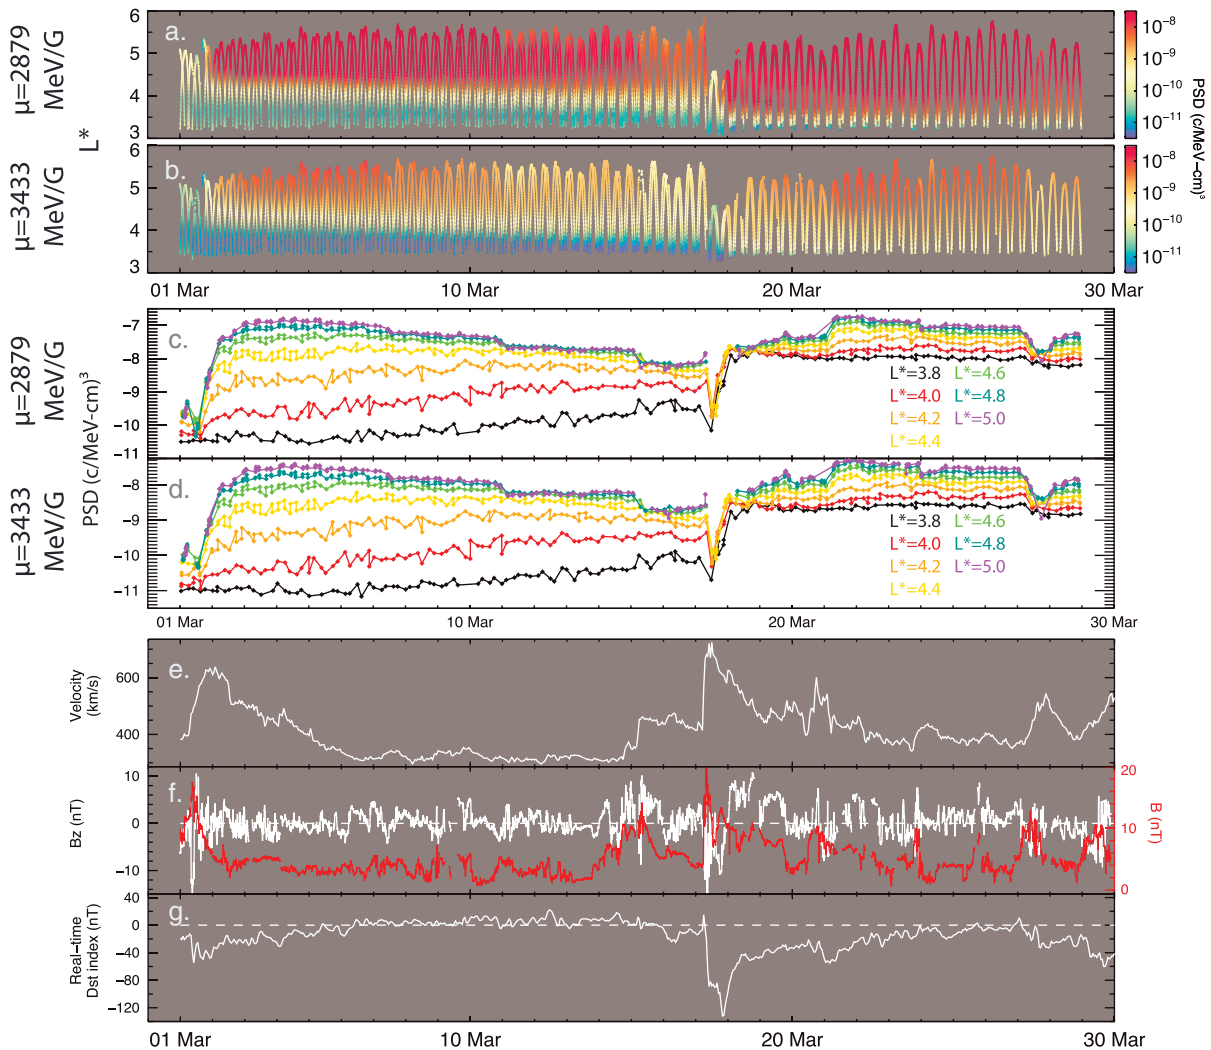 a.
μ=2879
MeV/G
6
5
4
3
L*
b.
μ=3433
MeV/G
6
5
4
3
01 Mar
10 Mar
20 Mar
30 Mar
10⁻⁸
10⁻⁹
10⁻¹⁰
10⁻¹¹
10⁻⁸
10⁻⁹
10⁻¹⁰
10⁻¹¹
PSD (c/MeV−cm)³
c.
μ=2879
MeV/G
−7
−8
−9
−10
−11
L*=3.8
L*=4.6
L*=4.0
L*=4.8
L*=4.2
L*=5.0
L*=4.4
PSD (c/MeV-cm)³
d.
μ=3433
MeV/G
−8
−9
−10
−11
L*=3.8
L*=4.6
L*=4.0
L*=4.8
L*=4.2
L*=5.0
L*=4.4
01 Mar
10 Mar
20 Mar
30 Mar
e.
Velocity
(km/s)
600
400
f.
Bz (nT)
10
0
−10
20
10
0
B (nT)
g.
Real−time
Dst index (nT)
40
0
−40
−80
−120
01 Mar
10 Mar
20 Mar
30 Mar